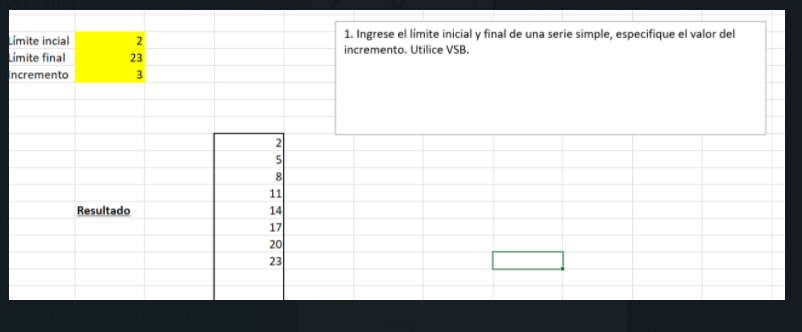 Límite incial 2
Límite final 23
Incremento 3
1. Ingrese el límite inicial y final de una serie simple, especifique el valor del
incremento. Utilice VSB.
2
5
8
11
Resultado 14
17
20
23